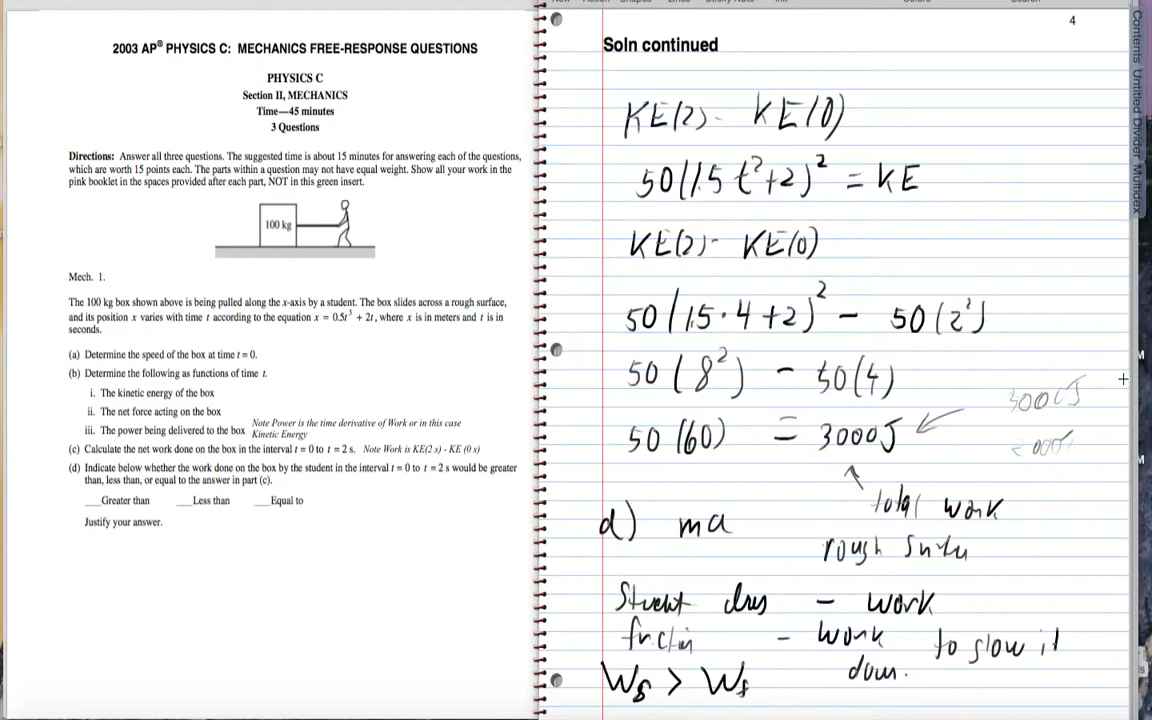 2003 AP® PHYSICS C: MECHANICS FREE-RESPONSE QUESTIONS
PHYSICS C
Section II, MECHANICS
Time—45 minutes
3 Questions
Directions: Answer all three questions. The suggested time is about 15 minutes for answering each of the questions,
which are worth 15 points each. The parts within a question may not have equal weight. Show all your work in the
pink booklet in the spaces provided after each part, NOT in this green insert.
100 kg
Mech. 1.
The 100 kg box shown above is being pulled along the x-axis by a student. The box slides across a rough surface,
and its position x varies with time t according to the equation x = 0.5t³ + 2t, where x is in meters and t is in
seconds.
(a) Determine the speed of the box at time t = 0.
(b) Determine the following as functions of time t.
i. The kinetic energy of the box
ii. The net force acting on the box
iii. The power being delivered to the box
Note Power is the time derivative of Work or in this case
Kinetic Energy
(c) Calculate the net work done on the box in the interval t = 0 to t = 2 s. Note Work is KE(2 s) - KE (0 s)
(d) Indicate below whether the work done on the box by the student in the interval t = 0 to t = 2 s would be greater
than, less than, or equal to the answer in part (c).
___Greater than ___Less than ___Equal to
Justify your answer.
4
Soln continued
KE(2) - KE(0)
50(1.5 t²+2)² = KE
KE(2) - KE(0)
50(1.5·4+2)² - 50(2²)
50(8²) - 50(4)
50(60) = 3000J
total work
d) ma
rough
- work
- work to slow it
down.
Contents Untitled Divider Multidex